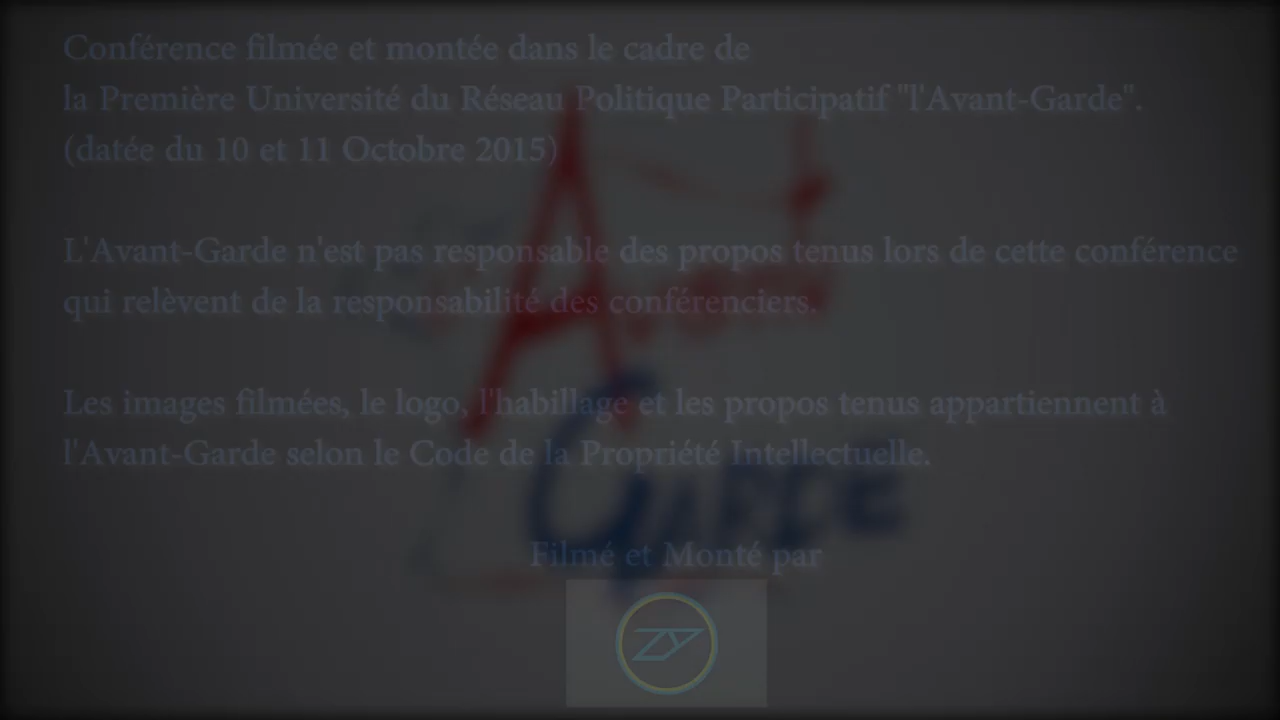 Conférence filmée et montée dans le cadre de
la Première Université du Réseau Politique Participatif "l'Avant-Garde".
(datée du 10 et 11 Octobre 2015)
L'Avant-Garde n'est pas responsable des propos tenus lors de cette conférence
qui relèvent de la responsabilité des conférenciers.
Les images filmées, le logo, l'habillage et les propos tenus appartiennent à
l'Avant-Garde selon le Code de la Propriété Intellectuelle.
Filmé et Monté par
Avant
GARDE